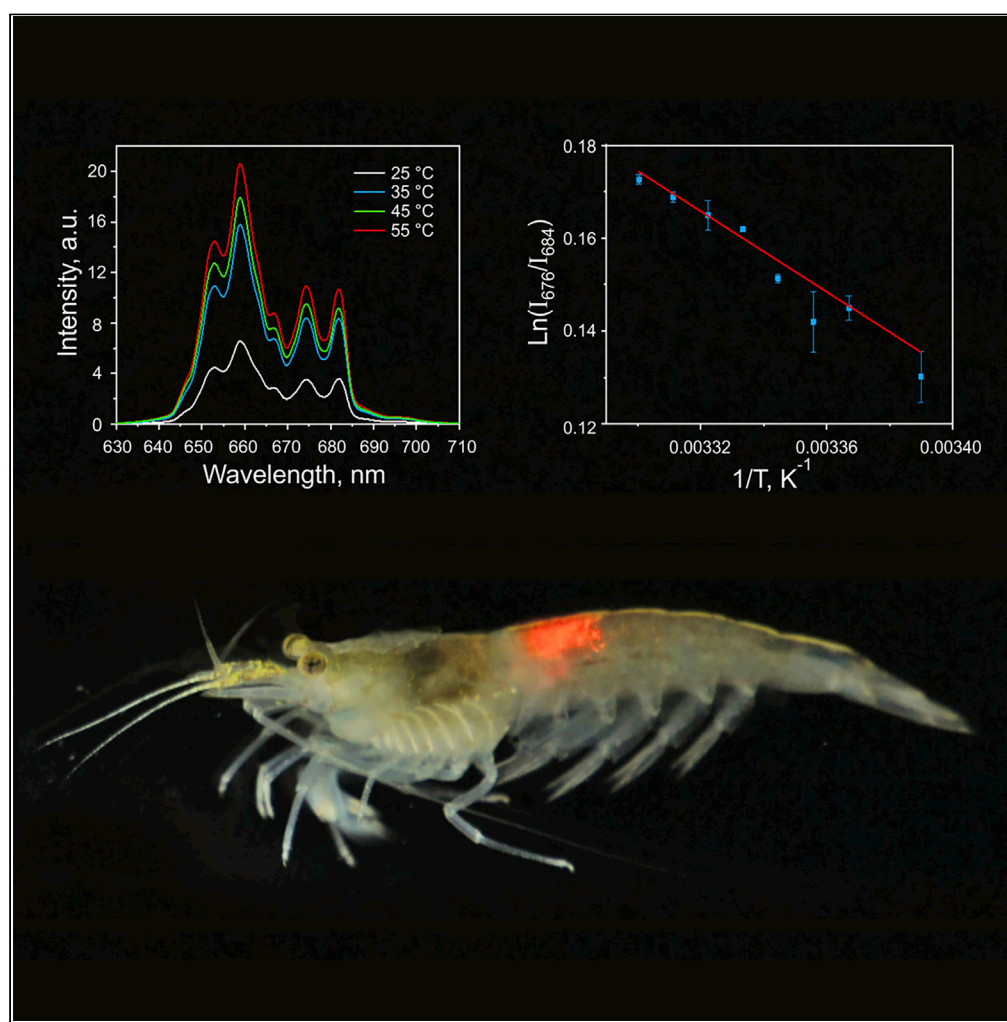 20
16
12
8
4
0
25 °C
35 °C
45 °C
55 °C
Intensity, a.u.
630 640 650 660 670 680 690 700 710
Wavelength, nm
0.18
0.16
0.14
0.12
Ln(I₆₇₆/I₆₈₄)
0.00332 0.00336 0.00340
1/T, K⁻¹